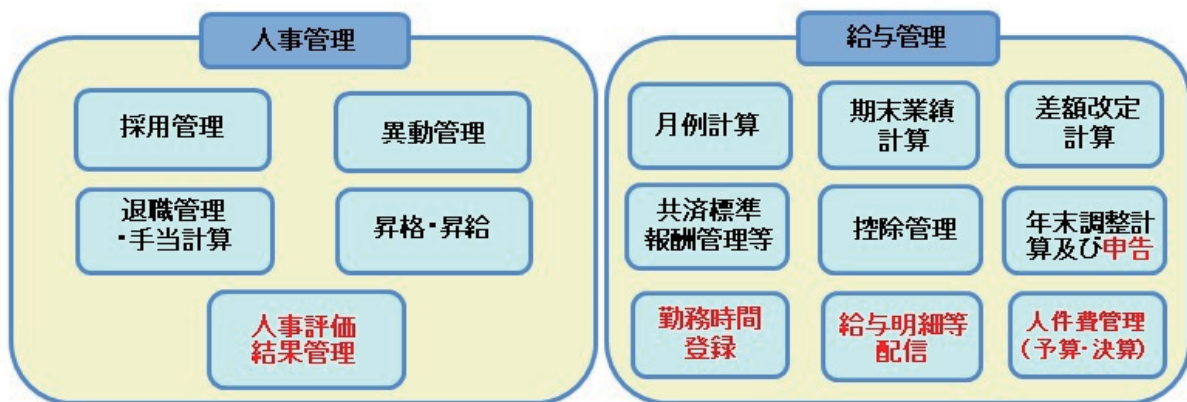 人事管理
採用管理
異動管理
退職管理
・手当計算
昇格・昇給
人事評価
結果管理
給与管理
月例計算
期末業績
計算
差額改定
計算
共済標準
報酬管理等
控除管理
年末調整計
算及び申告
勤務時間
登録
給与明細等
配信
人件費管理
(予算・決算)